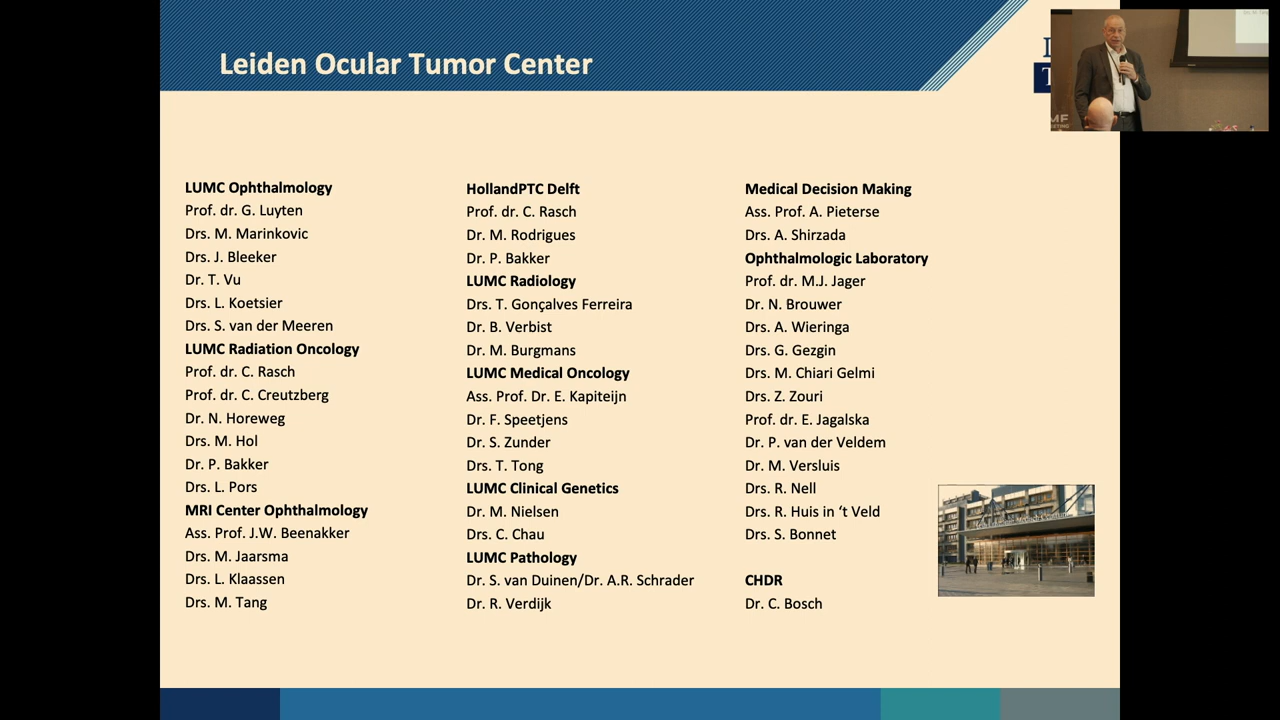 Leiden Ocular Tumor Center
LUMC Ophthalmology
Prof. dr. G. Luyten
Drs. M. Marinkovic
Drs. J. Bleeker
Dr. T. Vu
Drs. L. Koetsier
Drs. S. van der Meeren
LUMC Radiation Oncology
Prof. dr. C. Rasch
Prof. dr. C. Creutzberg
Dr. N. Horeweg
Drs. M. Hol
Dr. P. Bakker
Drs. L. Pors
MRI Center Ophthalmology
Ass. Prof. J.W. Beenakker
Drs. M. Jaarsma
Drs. L. Klaassen
Drs. M. Tang
HollandPTC Delft
Prof. dr. C. Rasch
Dr. M. Rodrigues
Dr. P. Bakker
LUMC Radiology
Drs. T. Gonçalves Ferreira
Dr. B. Verbist
Dr. M. Burgmans
LUMC Medical Oncology
Ass. Prof. Dr. E. Kapiteijn
Dr. F. Speetjens
Dr. S. Zunder
Drs. T. Tong
LUMC Clinical Genetics
Dr. M. Nielsen
Drs. C. Chau
LUMC Pathology
Dr. S. van Duinen/Dr. A.R. Schrader
Dr. R. Verdijk
Medical Decision Making
Ass. Prof. A. Pieterse
Drs. A. Shirzada
Ophthalmologic Laboratory
Prof. dr. M.J. Jager
Dr. N. Brouwer
Drs. A. Wieringa
Drs. G. Gezgin
Drs. M. Chiari Gelmi
Drs. Z. Zouri
Prof. dr. E. Jagalska
Dr. P. van der Veldem
Dr. M. Versluis
Drs. R. Nell
Drs. R. Huis in ‘t Veld
Drs. S. Bonnet
CHDR
Dr. C. Bosch